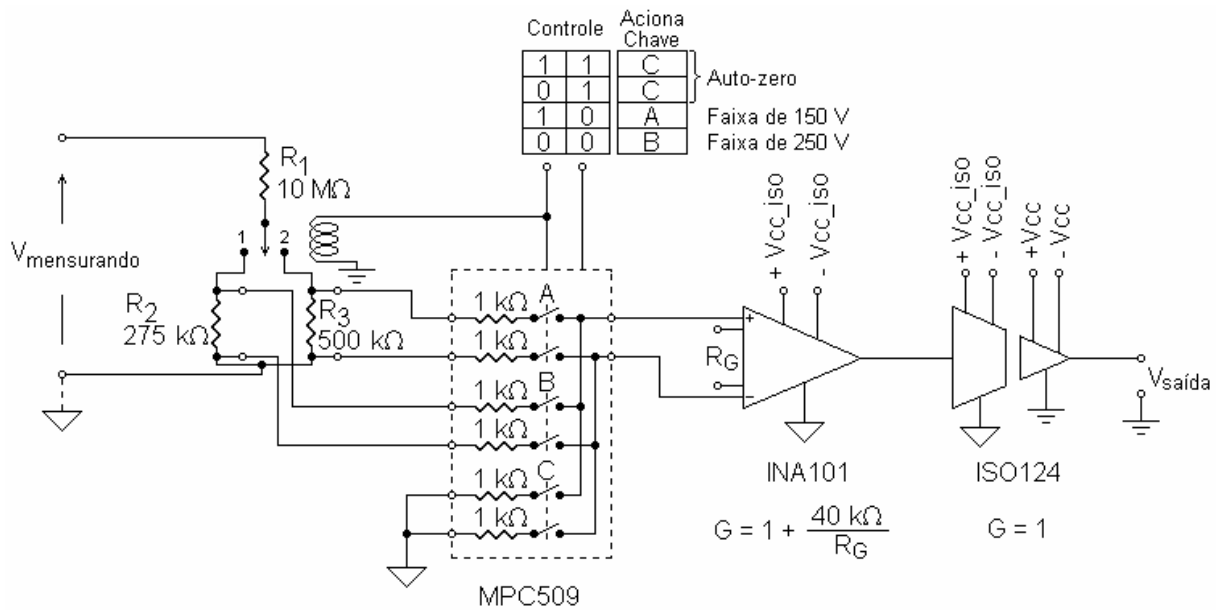 Controle
Aciona
Chave
1 1 C
0 1 C
1 0 A
0 0 B
Auto-zero
Faixa de 150 V
Faixa de 250 V
R1
10 MΩ
1 2
Vmensurando
R2
275 kΩ
R3
500 kΩ
1 kΩ A
1 kΩ
1 kΩ B
1 kΩ
1 kΩ C
1 kΩ
MPC509
+ Vcc_iso
- Vcc_iso
+
RG
−
INA101
G = 1 + 40 kΩ
RG
+ Vcc_iso
- Vcc_iso
+Vcc
-Vcc
ISO124
G = 1
Vsaída